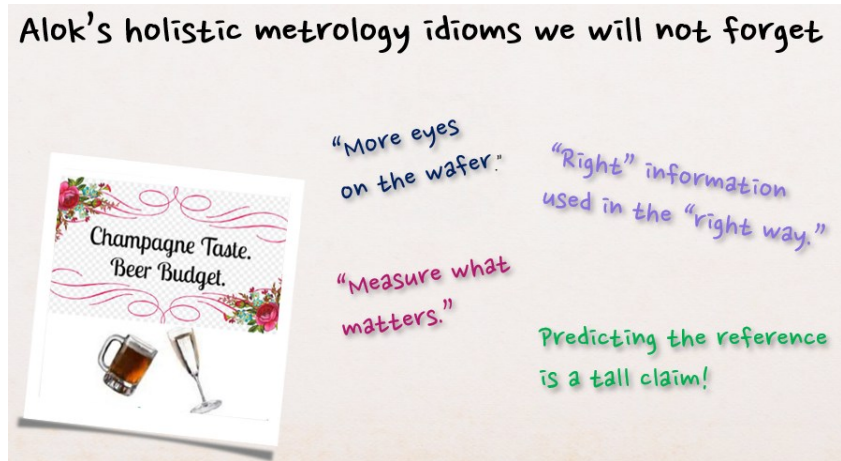 Alok's holistic metrology idioms we will not forget
Champagne Taste.
Beer Budget.
"More eyes
on the wafer."
"Measure what
matters."
"Right" information
used in the "right way."
Predicting the reference
is a tall claim!